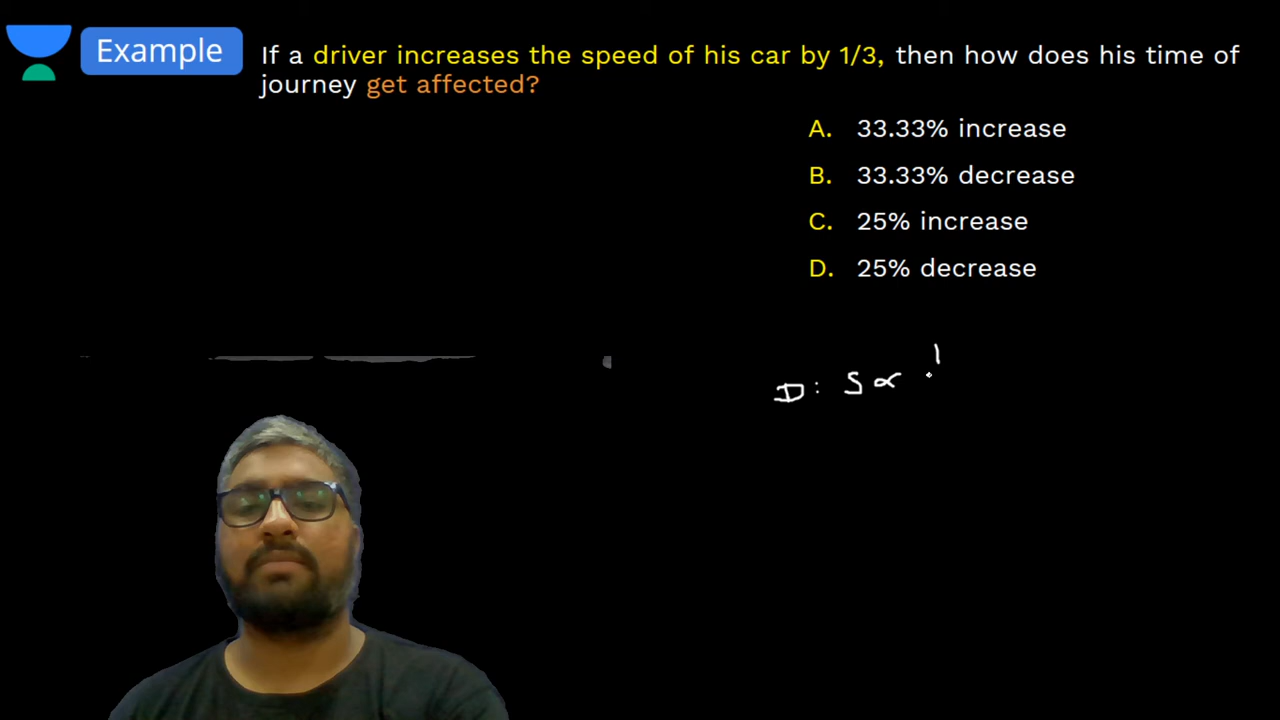 Example
If a driver increases the speed of his car by 1/3, then how does his time of
journey get affected?
A. 33.33% increase
B. 33.33% decrease
C. 25% increase
D. 25% decrease
D: S ∝ 1